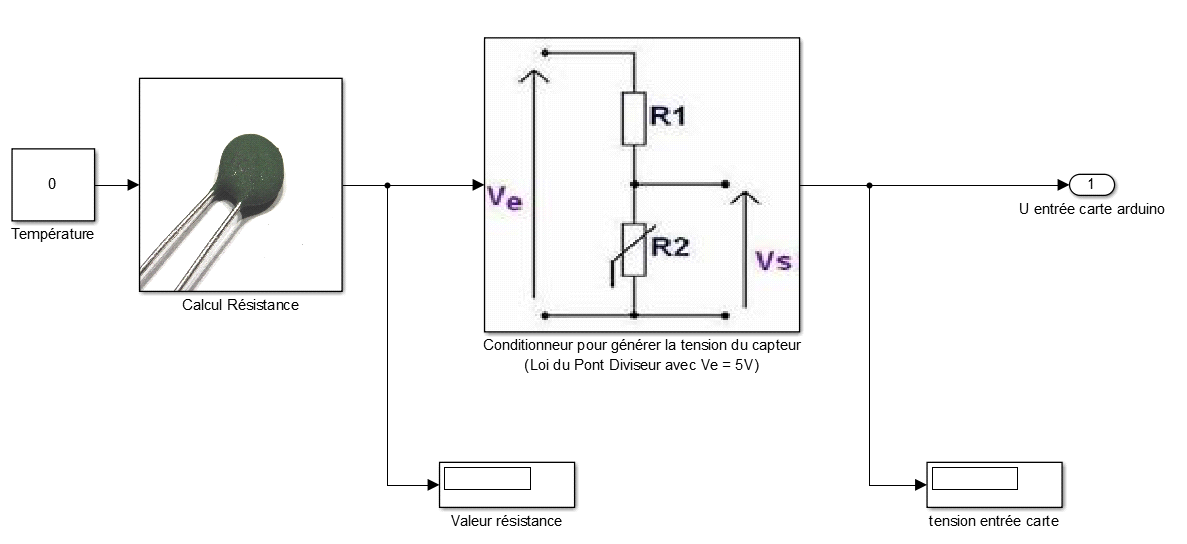 0
Température
Calcul Résistance
Ve
R1
R2
Vs
Conditionneur pour générer la tension du capteur
(Loi du Pont Diviseur avec Ve = 5V)
1
U entrée carte arduino
Valeur résistance
tension entrée carte